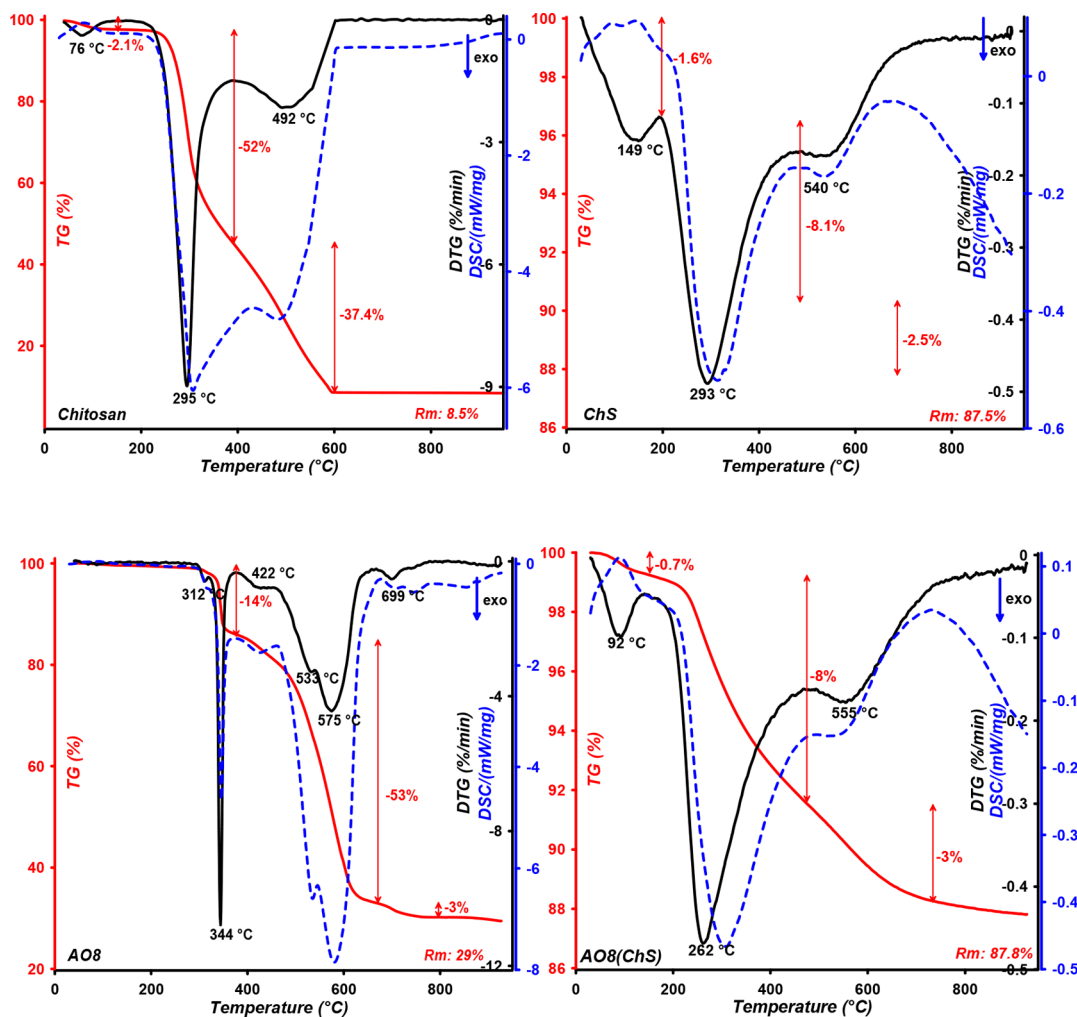 100
80
60
40
20
TG (%)
76 °C
-2.1%
-52%
492 °C
-37.4%
295 °C
Chitosan
Rm: 8.5%
exo
0
-3
-6
-9
DTG (%/min)
DSC/(mW/mg)
0
-2
-4
-6
0 200 400 600 800
Temperature (°C)
100
98
96
94
92
90
88
86
TG (%)
-1.6%
149 °C
540 °C
-8.1%
-2.5%
293 °C
ChS
Rm: 87.5%
exo
0
-0.1
-0.2
-0.3
-0.4
-0.5
DTG (%/min)
DSC/(mW/mg)
0
-0.2
-0.4
-0.6
0 200 400 600 800
Temperature (°C)
100
80
60
40
20
TG (%)
312 °C
422 °C
-14%
699 °C
533 °C
575 °C
-53%
-3%
344 °C
AO8
Rm: 29%
exo
0
-4
-8
-12
DTG (%/min)
DSC/(mW/mg)
0
-2
-4
-6
-8
0 200 400 600 800
Temperature (°C)
100
98
96
94
92
90
88
86
TG (%)
-0.7%
92 °C
-8%
555 °C
-3%
262 °C
AO8(ChS)
Rm: 87.8%
exo
0
-0.1
-0.2
-0.3
-0.4
-0.5
DTG (%/min)
DSC/(mW/mg)
0.1
0
-0.1
-0.2
-0.3
-0.4
-0.5
0 200 400 600 800
Temperature (°C)